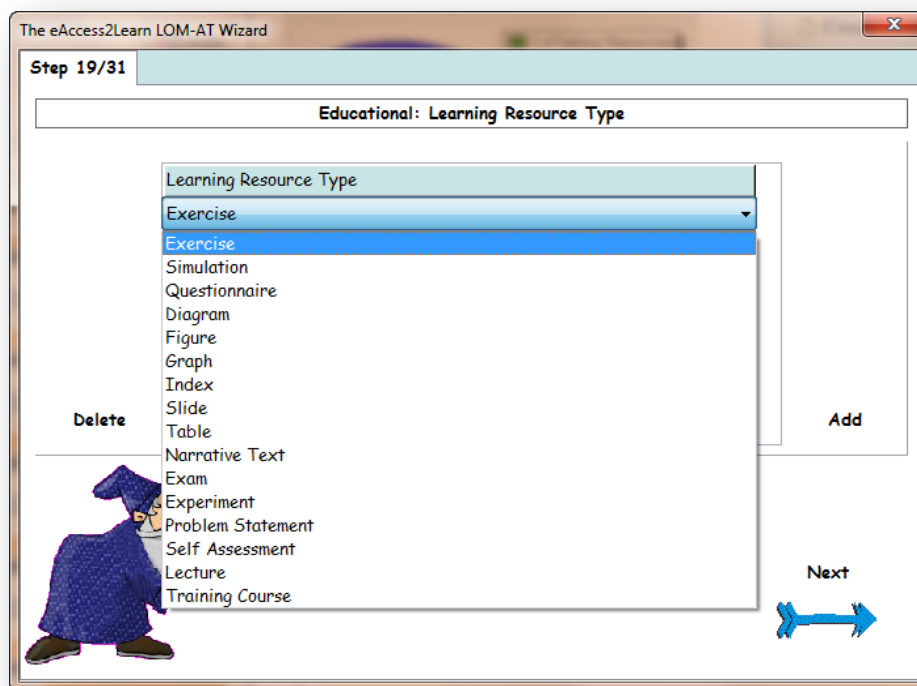 The eAccess2Learn LOM-AT Wizard
Step 19/31
Educational: Learning Resource Type
Learning Resource Type
Exercise
Exercise
Simulation
Questionnaire
Diagram
Figure
Graph
Index
Slide
Table
Narrative Text
Exam
Experiment
Problem Statement
Self Assessment
Lecture
Training Course
Delete
Add
Next